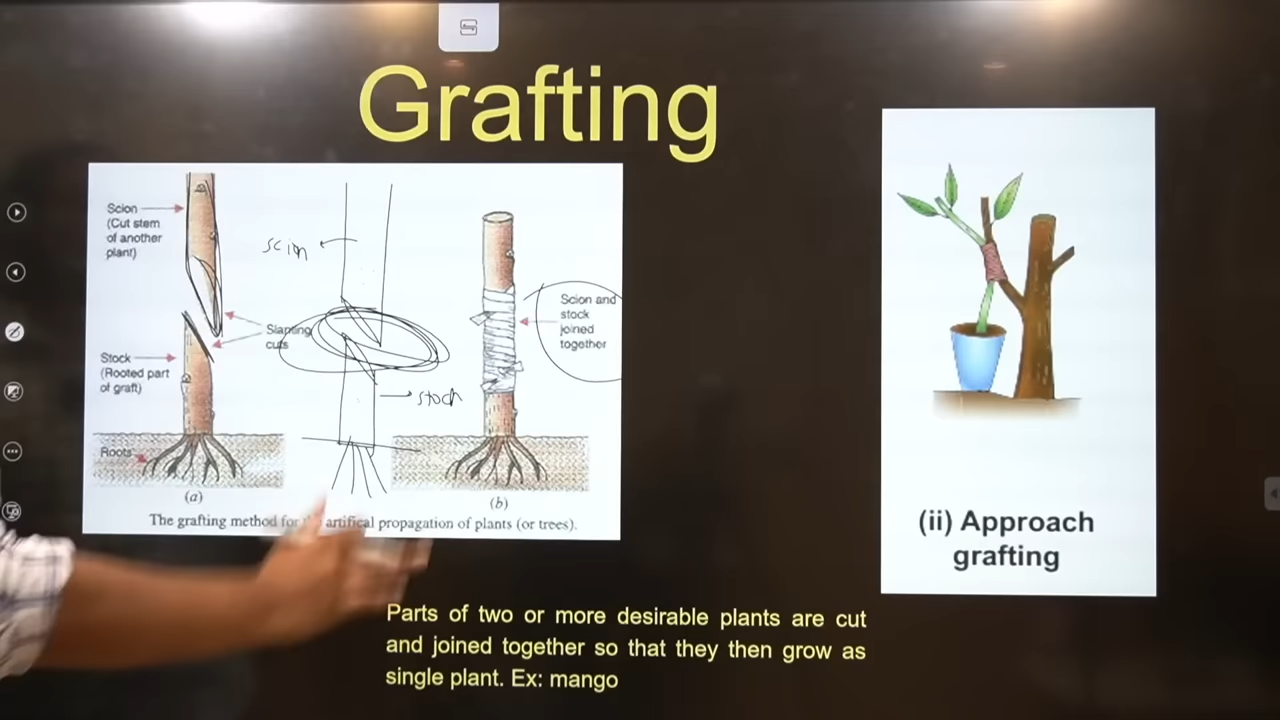 Grafting
Scion
(Cut stem
of another
plant)
Slanting
cuts
Stock
(Rooted part
of graft)
Roots
(a)
scion
stock
Scion and
stock
joined
together
(b)
The grafting method for artifical propagation of plants (or trees).
(ii) Approach
grafting
Parts of two or more desirable plants are cut
and joined together so that they then grow as
single plant. Ex: mango